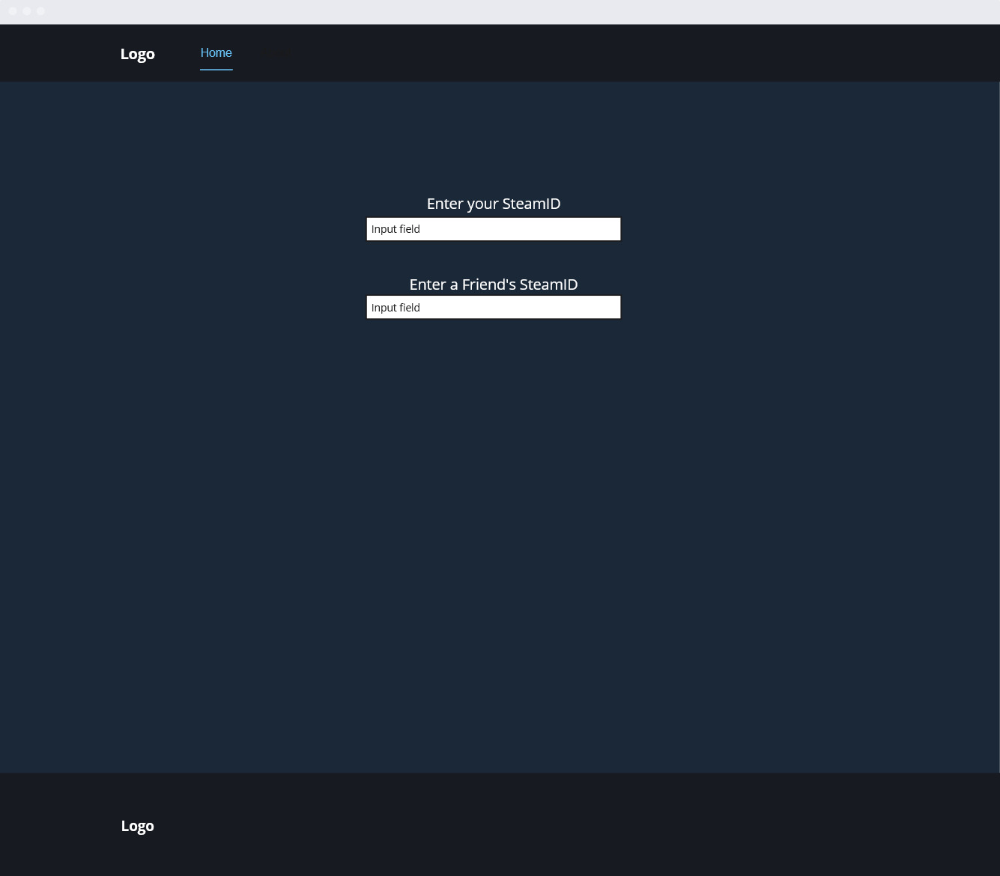 Logo
Home
Enter your SteamID
Input field
Enter a Friend's SteamID
Input field
Logo